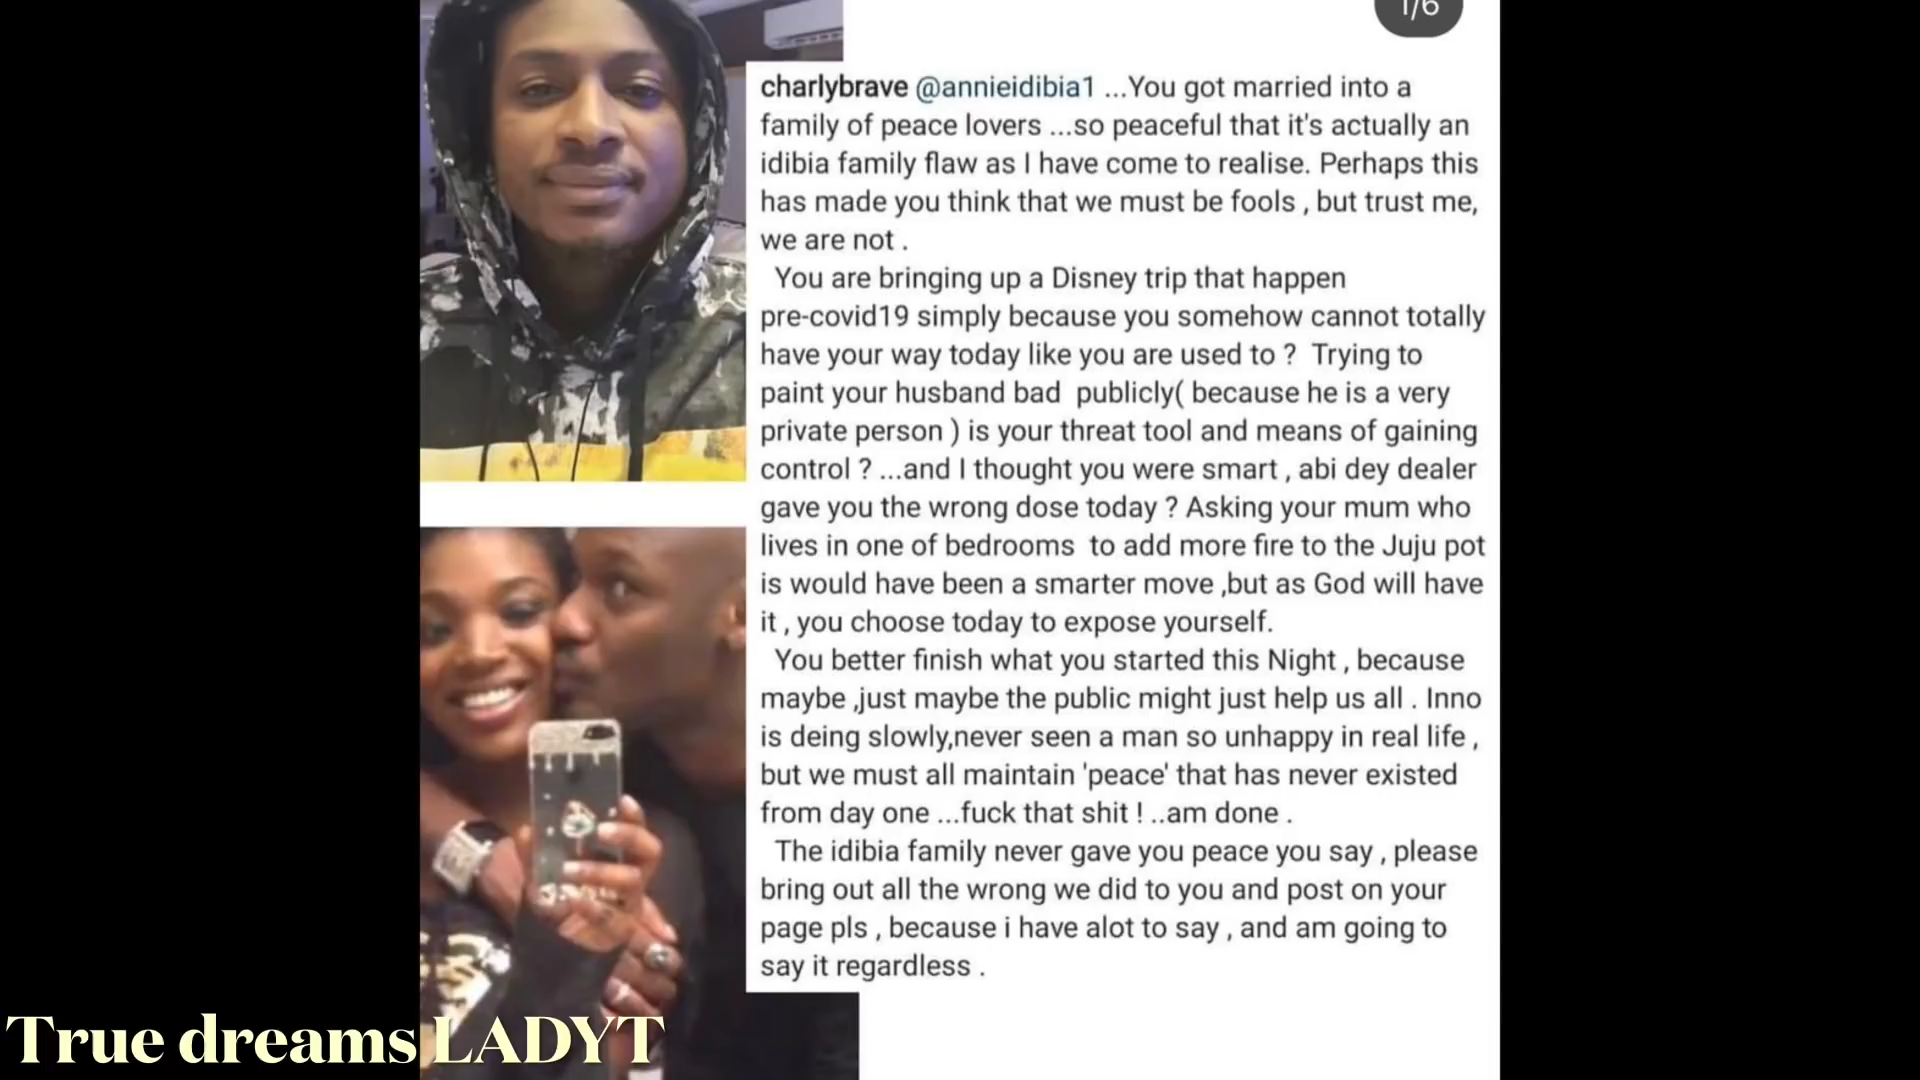 1/6
charlybrave @annieidibia1 ...You got married into a
family of peace lovers ...so peaceful that it's actually an
idibia family flaw as I have come to realise. Perhaps this
has made you think that we must be fools , but trust me,
we are not .
You are bringing up a Disney trip that happen
pre-covid19 simply because you somehow cannot totally
have your way today like you are used to ? Trying to
paint your husband bad publicly( because he is a very
private person ) is your threat tool and means of gaining
control ? ...and I thought you were smart , abi dey dealer
gave you the wrong dose today ? Asking your mum who
lives in one of bedrooms to add more fire to the Juju pot
is would have been a smarter move ,but as God will have
it , you choose today to expose yourself.
You better finish what you started this Night , because
maybe ,just maybe the public might just help us all . Inno
is deing slowly,never seen a man so unhappy in real life ,
but we must all maintain 'peace' that has never existed
from day one ...fuck that shit ! ..am done .
The idibia family never gave you peace you say , please
bring out all the wrong we did to you and post on your
page pls , because i have alot to say , and am going to
say it regardless .
True dreams LADYT